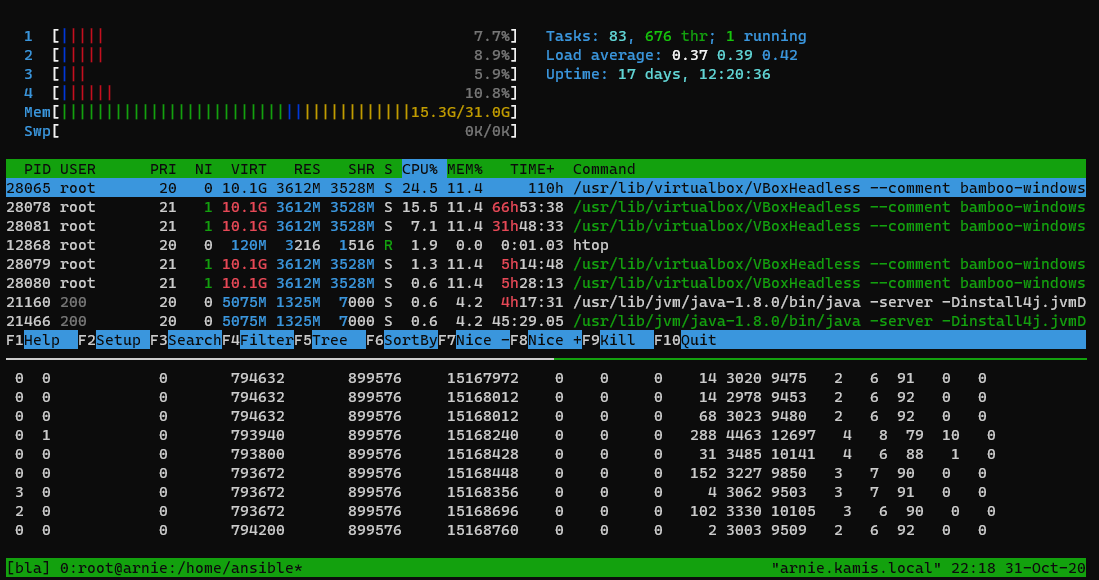 1 [||||| 7.7%] Tasks: 83, 676 thr; 1 running
2 [||||| 8.9%] Load average: 0.37 0.39 0.42
3 [||| 5.9%] Uptime: 17 days, 12:20:36
4 [|||||| 10.8%]
Mem[|||||||||||||||||||||||||||||||||||||||15.3G/31.0G]
Swp[ 0K/0K]
PID USER PRI NI VIRT RES SHR S CPU% MEM% TIME+ Command
28065 root 20 0 10.1G 3612M 3528M S 24.5 11.4 110h /usr/lib/virtualbox/VBoxHeadless --comment bamboo-windows
28078 root 21 1 10.1G 3612M 3528M S 15.5 11.4 66h53:38 /usr/lib/virtualbox/VBoxHeadless --comment bamboo-windows
28081 root 21 1 10.1G 3612M 3528M S 7.1 11.4 31h48:33 /usr/lib/virtualbox/VBoxHeadless --comment bamboo-windows
12868 root 20 0 120M 3216 1516 R 1.9 0.0 0:01.03 htop
28079 root 21 1 10.1G 3612M 3528M S 1.3 11.4 5h14:48 /usr/lib/virtualbox/VBoxHeadless --comment bamboo-windows
28080 root 21 1 10.1G 3612M 3528M S 0.6 11.4 5h28:13 /usr/lib/virtualbox/VBoxHeadless --comment bamboo-windows
21160 200 20 0 5075M 1325M 7000 S 0.6 4.2 4h17:31 /usr/lib/jvm/java-1.8.0/bin/java -server -Dinstall4j.jvmD
21466 200 20 0 5075M 1325M 7000 S 0.6 4.2 45:29.05 /usr/lib/jvm/java-1.8.0/bin/java -server -Dinstall4j.jvmD
F1Help F2Setup F3SearchF4FilterF5Tree F6SortByF7Nice -F8Nice +F9Kill F10Quit
0 0 794632 899576 15167972 0 0 0 14 3020 9475 2 6 91 0 0
0 0 794632 899576 15168012 0 0 0 14 2978 9453 2 6 92 0 0
0 0 794632 899576 15168012 0 0 0 68 3023 9480 2 6 92 0 0
0 1 793940 899576 15168240 0 0 0 288 4463 12697 4 8 79 10 0
0 0 793800 899576 15168428 0 0 0 31 3485 10141 4 6 88 1 0
0 0 793672 899576 15168448 0 0 0 152 3227 9850 3 7 90 0 0
3 0 793672 899576 15168356 0 0 0 4 3062 9503 3 7 91 0 0
2 0 793672 899576 15168696 0 0 0 102 3330 10105 3 6 90 0 0
0 0 794200 899576 15168760 0 0 0 2 3003 9509 2 6 92 0 0
[bla] 0:root@arnie:/home/ansible* "arnie.kamis.local" 22:18 31-Oct-20